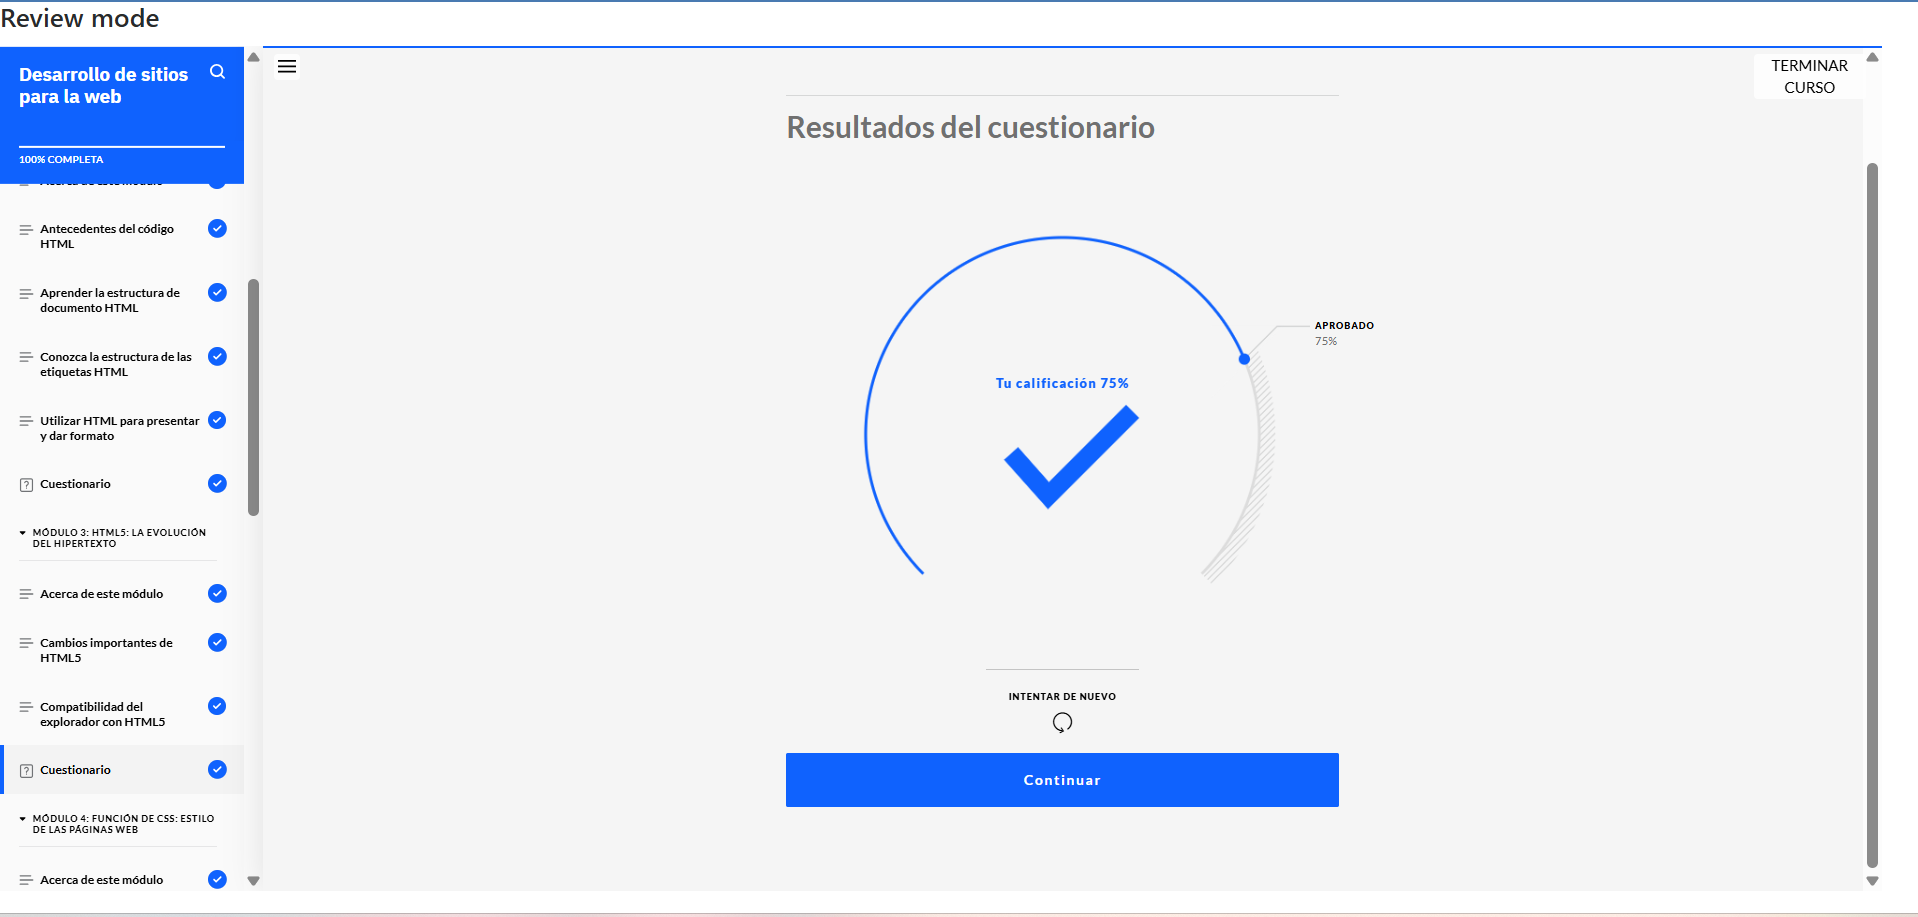 Review mode
Desarrollo de sitios
para la web
100% COMPLETA
Antecedentes del código
HTML
Aprender la estructura de
documento HTML
Conozca la estructura de las
etiquetas HTML
Utilizar HTML para presentar
y dar formato
Cuestionario
MÓDULO 3: HTML5: LA EVOLUCIÓN
DEL HIPERTEXTO
Acerca de este módulo
Cambios importantes de
HTML5
Compatibilidad del
explorador con HTML5
Cuestionario
MÓDULO 4: FUNCIÓN DE CSS: ESTILO
DE LAS PÁGINAS WEB
Acerca de este módulo
TERMINAR
CURSO
Resultados del cuestionario
APROBADO
75%
Tu calificación 75%
INTENTAR DE NUEVO
Continuar